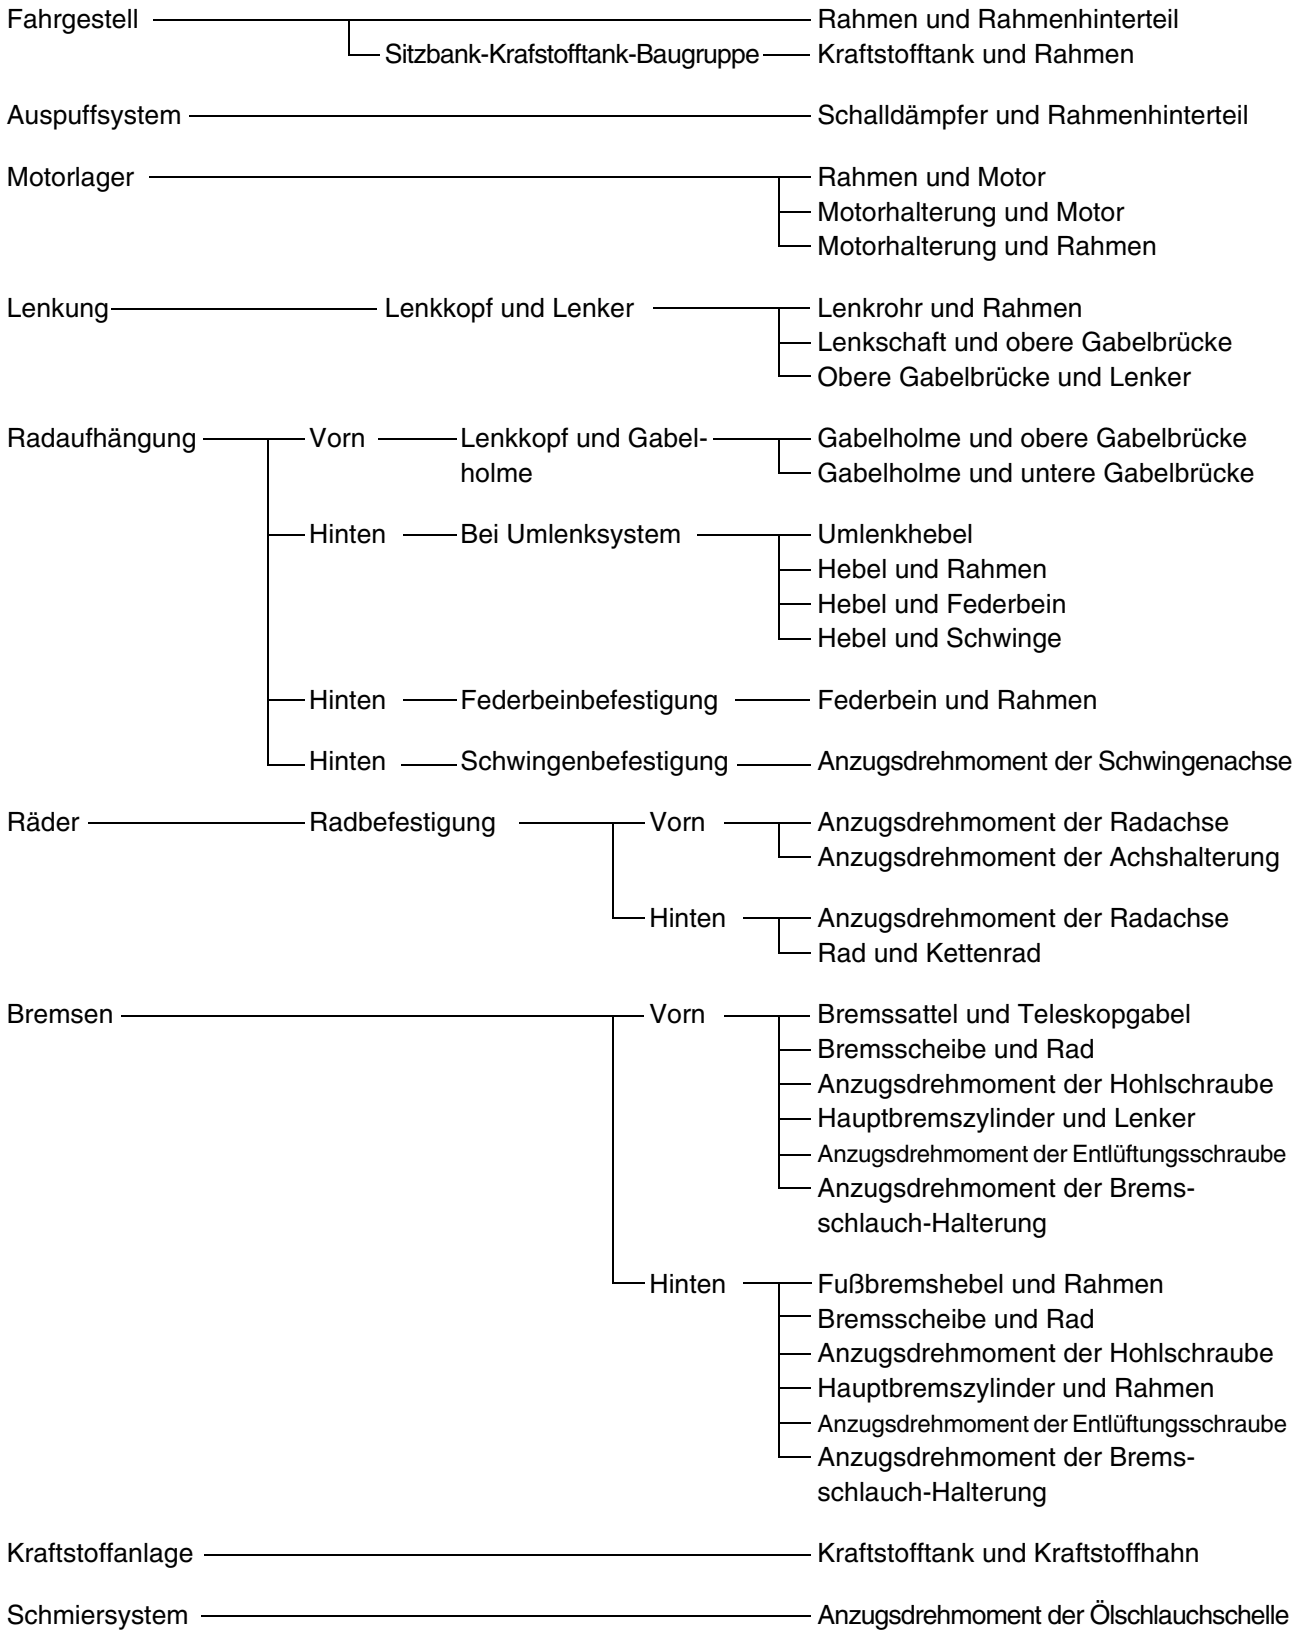 Fahrgestell Rahmen und Rahmenhinterteil
Sitzbank-Krafstofftank-Baugruppe Kraftstofftank und Rahmen
Auspuffsystem Schalldämpfer und Rahmenhinterteil
Motorlager Rahmen und Motor
Motorhalterung und Motor
Motorhalterung und Rahmen
Lenkung Lenkkopf und Lenker Lenkrohr und Rahmen
Lenkschaft und obere Gabelbrücke
Obere Gabelbrücke und Lenker
Radaufhängung Vorn Lenkkopf und Gabel- Gabelholme und obere Gabelbrücke
holme Gabelholme und untere Gabelbrücke
Hinten Bei Umlenksystem Umlenkhebel
Hebel und Rahmen
Hebel und Federbein
Hebel und Schwinge
Hinten Federbeinbefestigung Federbein und Rahmen
Hinten Schwingenbefestigung Anzugsdrehmoment der Schwingenachse
Räder Radbefestigung Vorn Anzugsdrehmoment der Radachse
Anzugsdrehmoment der Achshalterung
Hinten Anzugsdrehmoment der Radachse
Rad und Kettenrad
Bremsen Vorn Bremssattel und Teleskopgabel
Bremsscheibe und Rad
Anzugsdrehmoment der Hohlschraube
Hauptbremszylinder und Lenker
Anzugsdrehmoment der Entlüftungsschraube
Anzugsdrehmoment der Brems-
schlauch-Halterung
Hinten Fußbremshebel und Rahmen
Bremsscheibe und Rad
Anzugsdrehmoment der Hohlschraube
Hauptbremszylinder und Rahmen
Anzugsdrehmoment der Entlüftungsschraube
Anzugsdrehmoment der Brems-
schlauch-Halterung
Kraftstoffanlage Kraftstofftank und Kraftstoffhahn
Schmiersystem Anzugsdrehmoment der Ölschlauchschelle